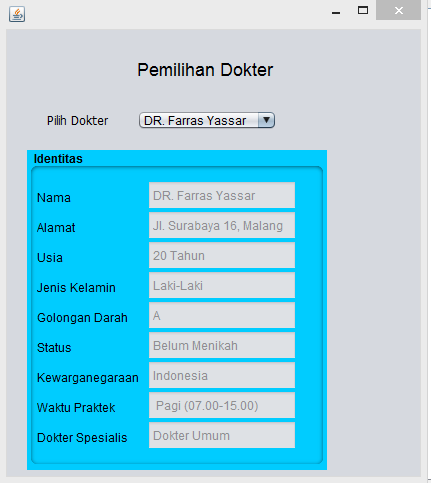 Pemilihan Dokter
Pilih Dokter DR. Farras Yassar
Identitas
Nama DR. Farras Yassar
Alamat Jl. Surabaya 16, Malang
Usia 20 Tahun
Jenis Kelamin Laki-Laki
Golongan Darah A
Status Belum Menikah
Kewarganegaraan Indonesia
Waktu Praktek Pagi (07.00-15.00)
Dokter Spesialis Dokter Umum